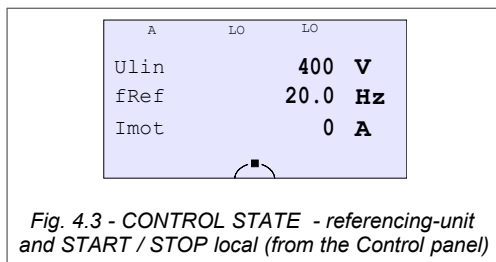 A LO LO
Ulin 400 V
fRef 20.0 Hz
Imot 0 A
Fig. 4.3 - CONTROL STATE - referencing-unit
and START / STOP local (from the Control panel)